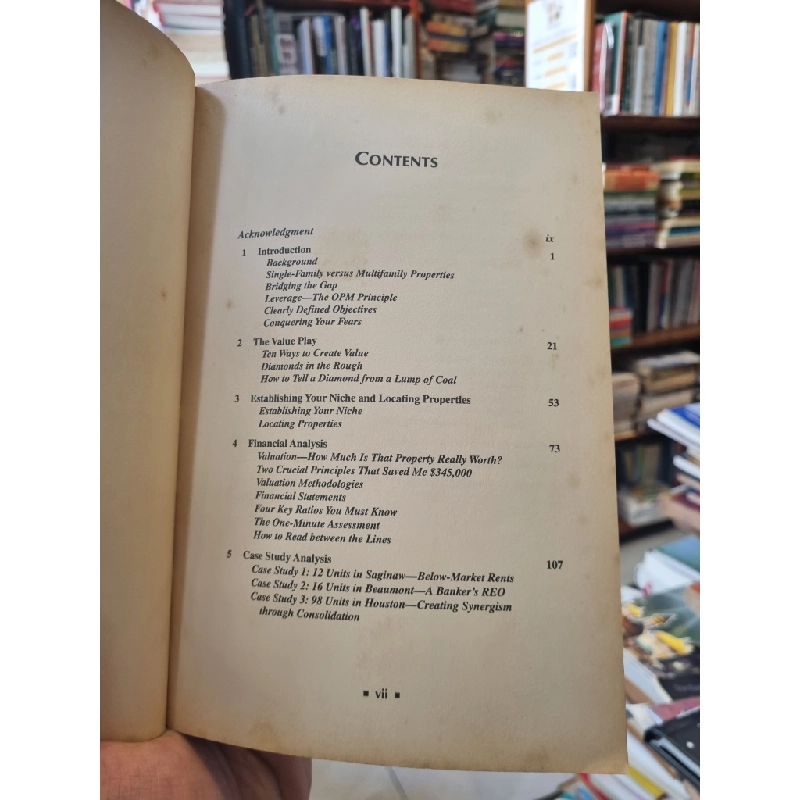 CONTENTS
Acknowledgment ix
1 Introduction 1
Background
Single-Family versus Multifamily Properties
Bridging the Gap
Leverage—The OPM Principle
Clearly Defined Objectives
Conquering Your Fears
2 The Value Play 21
Ten Ways to Create Value
Diamonds in the Rough
How to Tell a Diamond from a Lump of Coal
3 Establishing Your Niche and Locating Properties 53
Establishing Your Niche
Locating Properties
4 Financial Analysis 73
Valuation—How Much Is That Property Really Worth?
Two Crucial Principles That Saved Me $345,000
Valuation Methodologies
Financial Statements
Four Key Ratios You Must Know
The One-Minute Assessment
How to Read between the Lines
5 Case Study Analysis 107
Case Study 1: 12 Units in Saginaw—Below-Market Rents
Case Study 2: 16 Units in Beaumont—A Banker's REO
Case Study 3: 98 Units in Houston—Creating Synergism
through Consolidation
■ vii ■